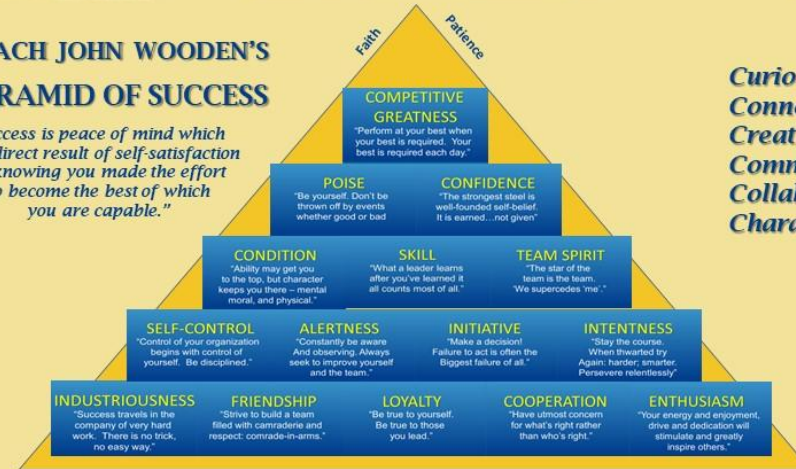 ACH JOHN WOODEN'S
RAMID OF SUCCESS
ccess is peace of mind which
direct result of self-satisfaction
nowing you made the effort
become the best of which
you are capable."
Faith
Patience
Curio
Conne
Creat
Comm
Collab
Chara
COMPETITIVE
GREATNESS
"Perform at your best when
your best is required. Your
best is required each day."
POISE
"Be yourself. Don't be
thrown off by events
whether good or bad
CONFIDENCE
"The strongest steel is
well-founded self-belief.
It is earned...not given"
CONDITION
"Ability may get you
to the top, but character
keeps you there – mental
moral, and physical."
SKILL
"What a leader learns
after you've learned it
all counts most of all."
TEAM SPIRIT
"The star of the
team is the team.
'We supercedes 'me'."
SELF-CONTROL
"Control of your organization
begins with control of
yourself. Be disciplined."
ALERTNESS
"Constantly be aware
And observing. Always
seek to improve yourself
and the team."
INITIATIVE
"Make a decision!
Failure to act is often the
Biggest failure of all."
INTENTNESS
"Stay the course.
When thwarted try
Again: harder; smarter.
Persevere relentlessly"
INDUSTRIOUSNESS
"Success travels in the
company of very hard
work. There is no trick,
no easy way."
FRIENDSHIP
"Strive to build a team
filled with camraderie and
respect: comrade-in-arms."
LOYALTY
"Be true to yourself.
Be true to those
you lead."
COOPERATION
"Have utmost concern
for what's right rather
than who's right."
ENTHUSIASM
"Your energy and enjoyment,
drive and dedication will
stimulate and greatly
inspire others."